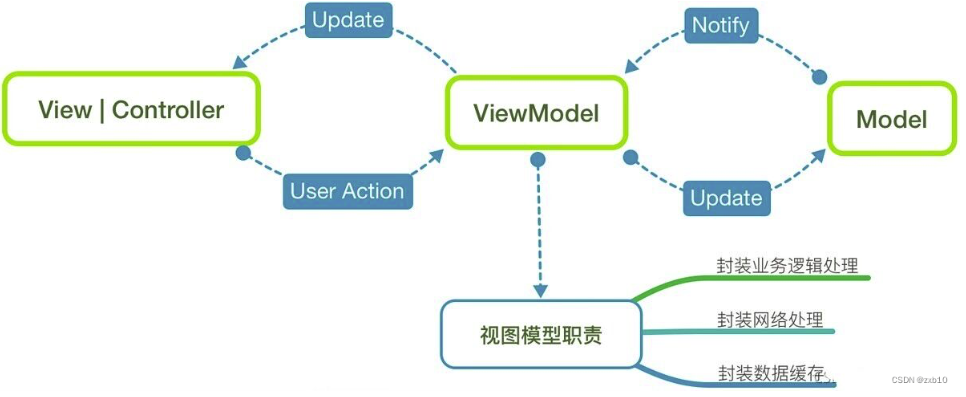 Update
Notify
View | Controller
ViewModel
Model
User Action
Update
封装业务逻辑处理
视图模型职责
封装网络处理
封装数据缓存
CSDN @zxb10